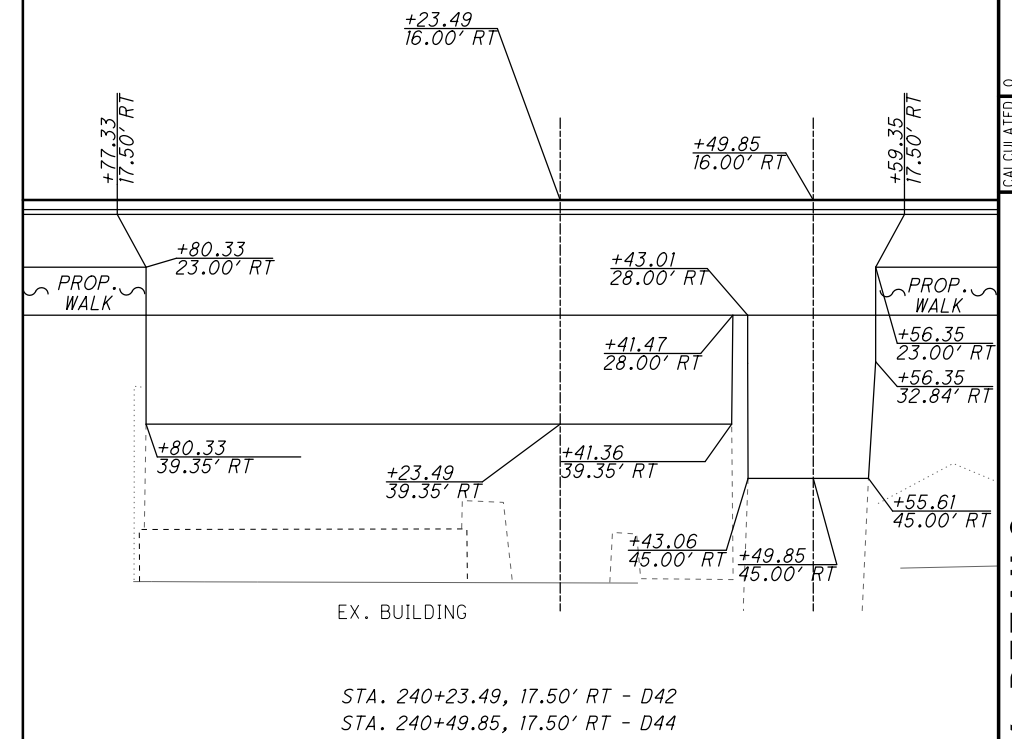 +23.49
16.00' RT
+77.33
17.50' RT
+49.85
16.00' RT
+59.35
17.50' RT
CALCULATED
+80.33
23.00' RT
+43.01
28.00' RT
PROP.
WALK
PROP.
WALK
+41.47
28.00' RT
+56.35
23.00' RT
+56.35
32.84' RT
+80.33
39.35' RT
+23.49
39.35' RT
+41.36
39.35' RT
+55.61
45.00' RT
+43.06
45.00' RT
+49.85
45.00' RT
EX. BUILDING
STA. 240+23.49, 17.50' RT - D42
STA. 240+49.85, 17.50' RT - D44